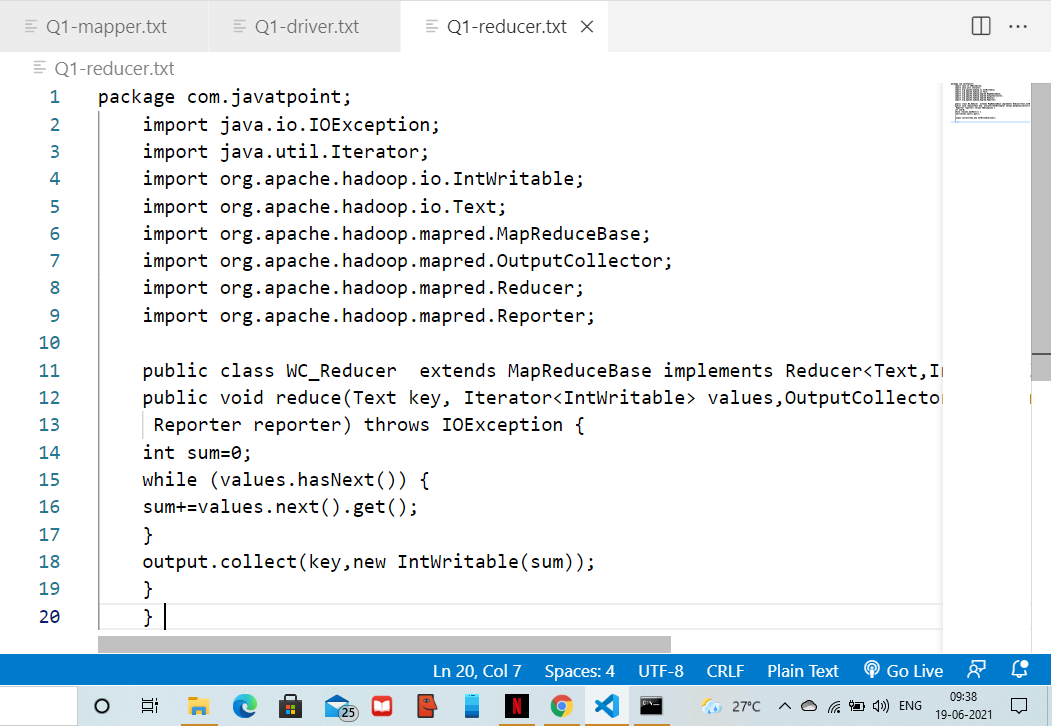 Q1-mapper.txt
Q1-driver.txt
Q1-reducer.txt
Q1-reducer.txt
1 package com.javatpoint;
2 import java.io.IOException;
3 import java.util.Iterator;
4 import org.apache.hadoop.io.IntWritable;
5 import org.apache.hadoop.io.Text;
6 import org.apache.hadoop.mapred.MapReduceBase;
7 import org.apache.hadoop.mapred.OutputCollector;
8 import org.apache.hadoop.mapred.Reducer;
9 import org.apache.hadoop.mapred.Reporter;
10
11 public class WC_Reducer  extends MapReduceBase implements Reducer<Text,
12 public void reduce(Text key, Iterator<IntWritable> values,
13 Reporter reporter) throws IOException {
14 int sum=0;
15 while (values.hasNext()) {
16 sum+=values.next().get();
17 }
18 output.collect(key,new IntWritable(sum));
19 }
20 }
Ln 20, Col 7 Spaces: 4 UTF-8 CRLF Plain Text Go Live
25 N 27°C ENG 09:38
19-06-2021